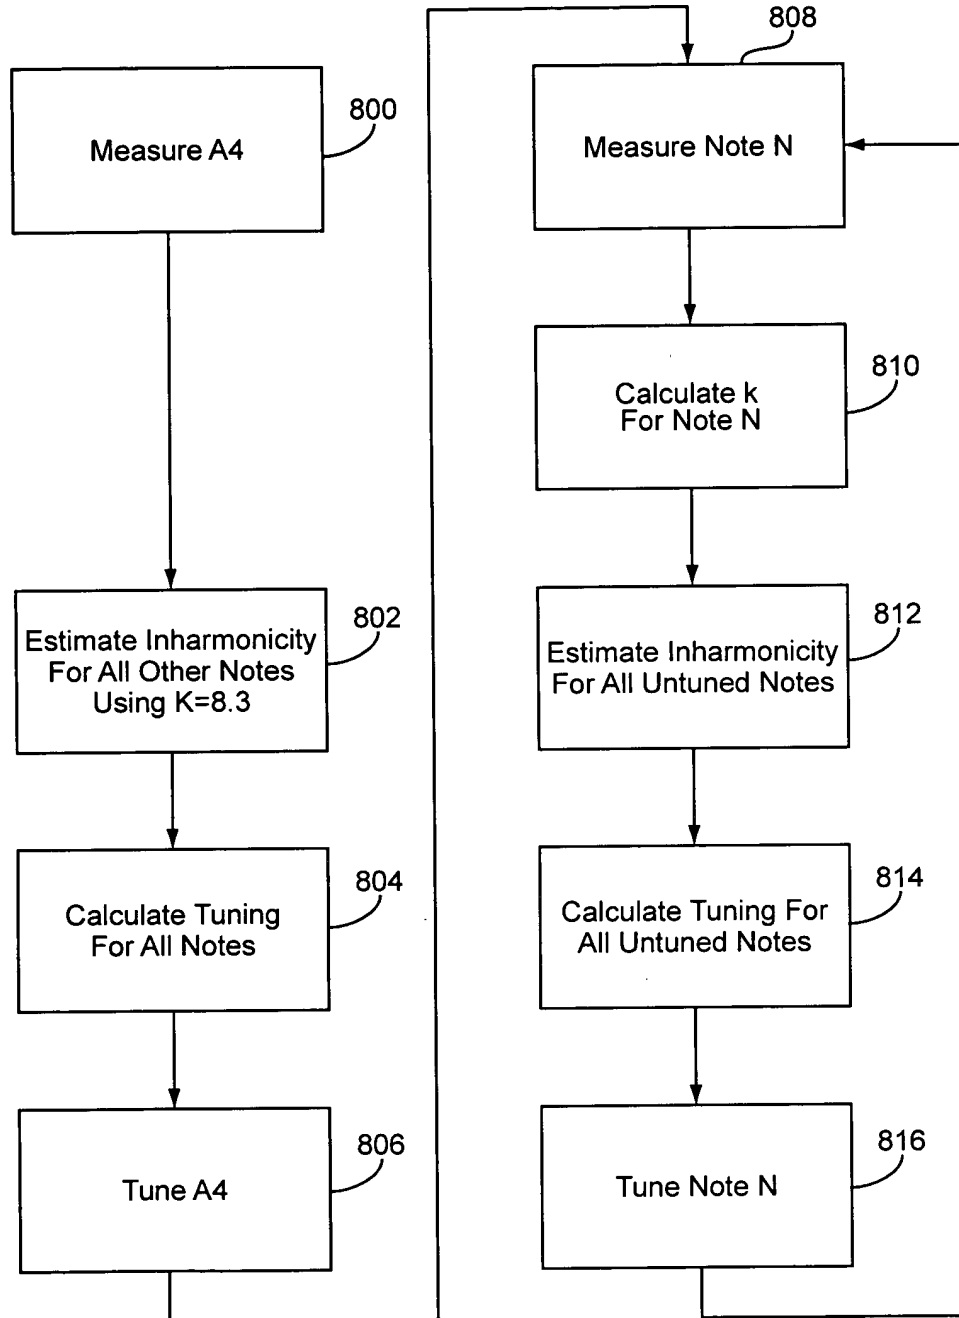 Measure A4
800
Estimate Inharmonicity
For All Other Notes
Using K=8.3
802
Calculate Tuning
For All Notes
804
Tune A4
806
808
Measure Note N
Calculate k
For Note N
810
Estimate Inharmonicity
For All Untuned Notes
812
Calculate Tuning For
All Untuned Notes
814
Tune Note N
816